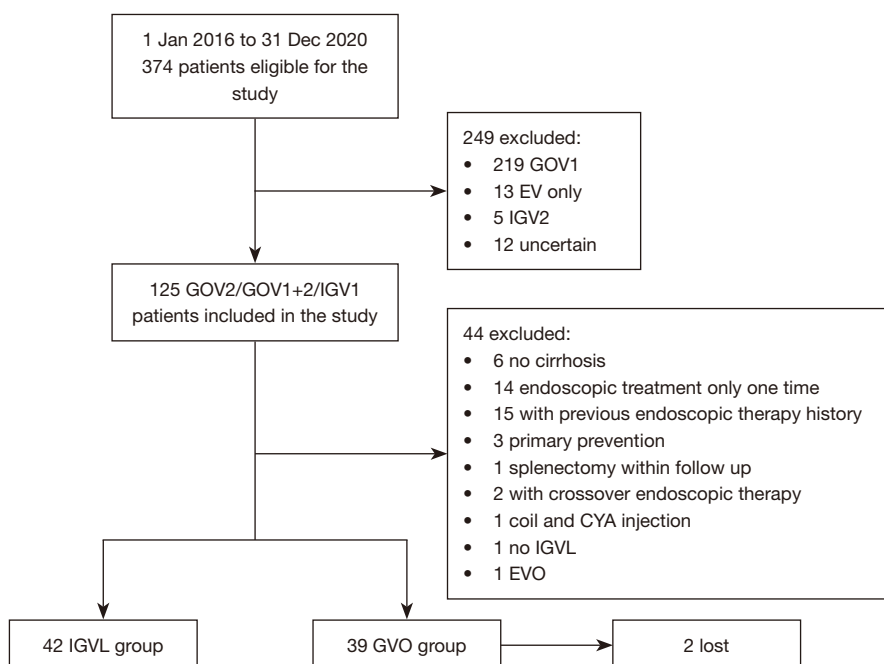 1 Jan 2016 to 31 Dec 2020
374 patients eligible for the
study
249 excluded:
• 219 GOV1
• 13 EV only
• 5 IGV2
• 12 uncertain
125 GOV2/GOV1+2/IGV1
patients included in the study
44 excluded:
• 6 no cirrhosis
• 14 endoscopic treatment only one time
• 15 with previous endoscopic therapy history
• 3 primary prevention
• 1 splenectomy within follow up
• 2 with crossover endoscopic therapy
• 1 coil and CYA injection
• 1 no IGVL
• 1 EVO
42 IGVL group
39 GVO group
2 lost